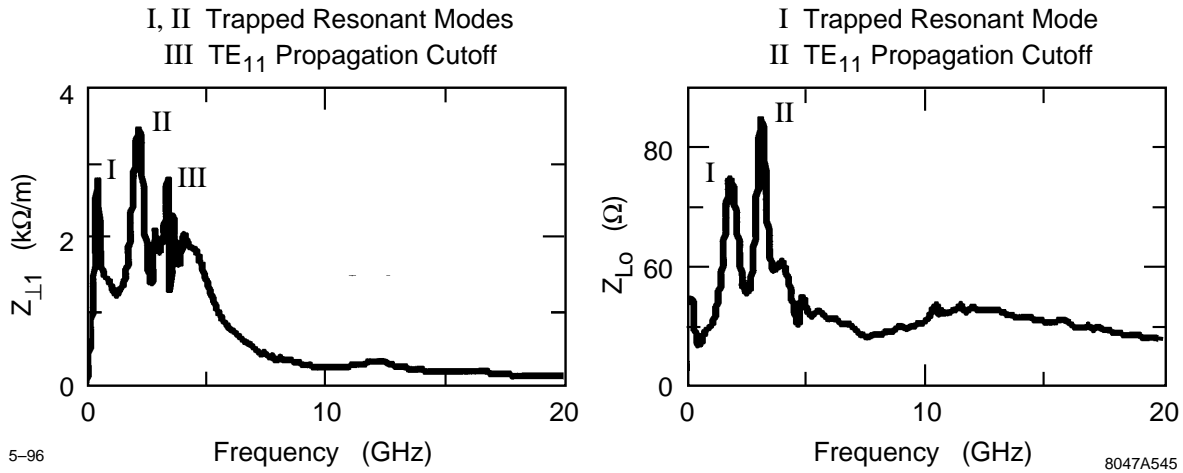 I, II Trapped Resonant Modes
III TE11 Propagation Cutoff
4
2
0
Z⊥1 (kΩ/m)
I
II
III
0
10
20
Frequency (GHz)
5–96
I Trapped Resonant Mode
II TE11 Propagation Cutoff
80
60
0
ZLo (Ω)
I
II
0
10
20
Frequency (GHz)
8047A545